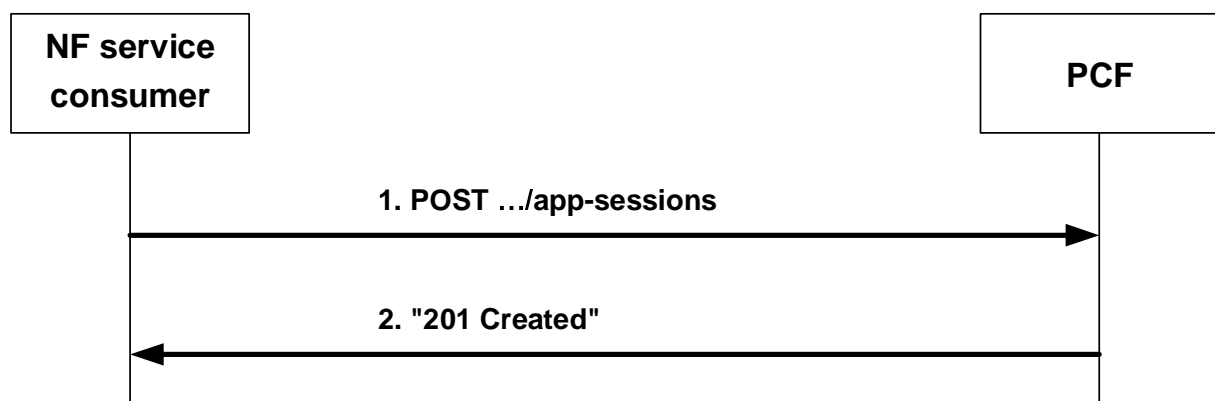 NF service
consumer
PCF
1. POST …/app-sessions
2. "201 Created"